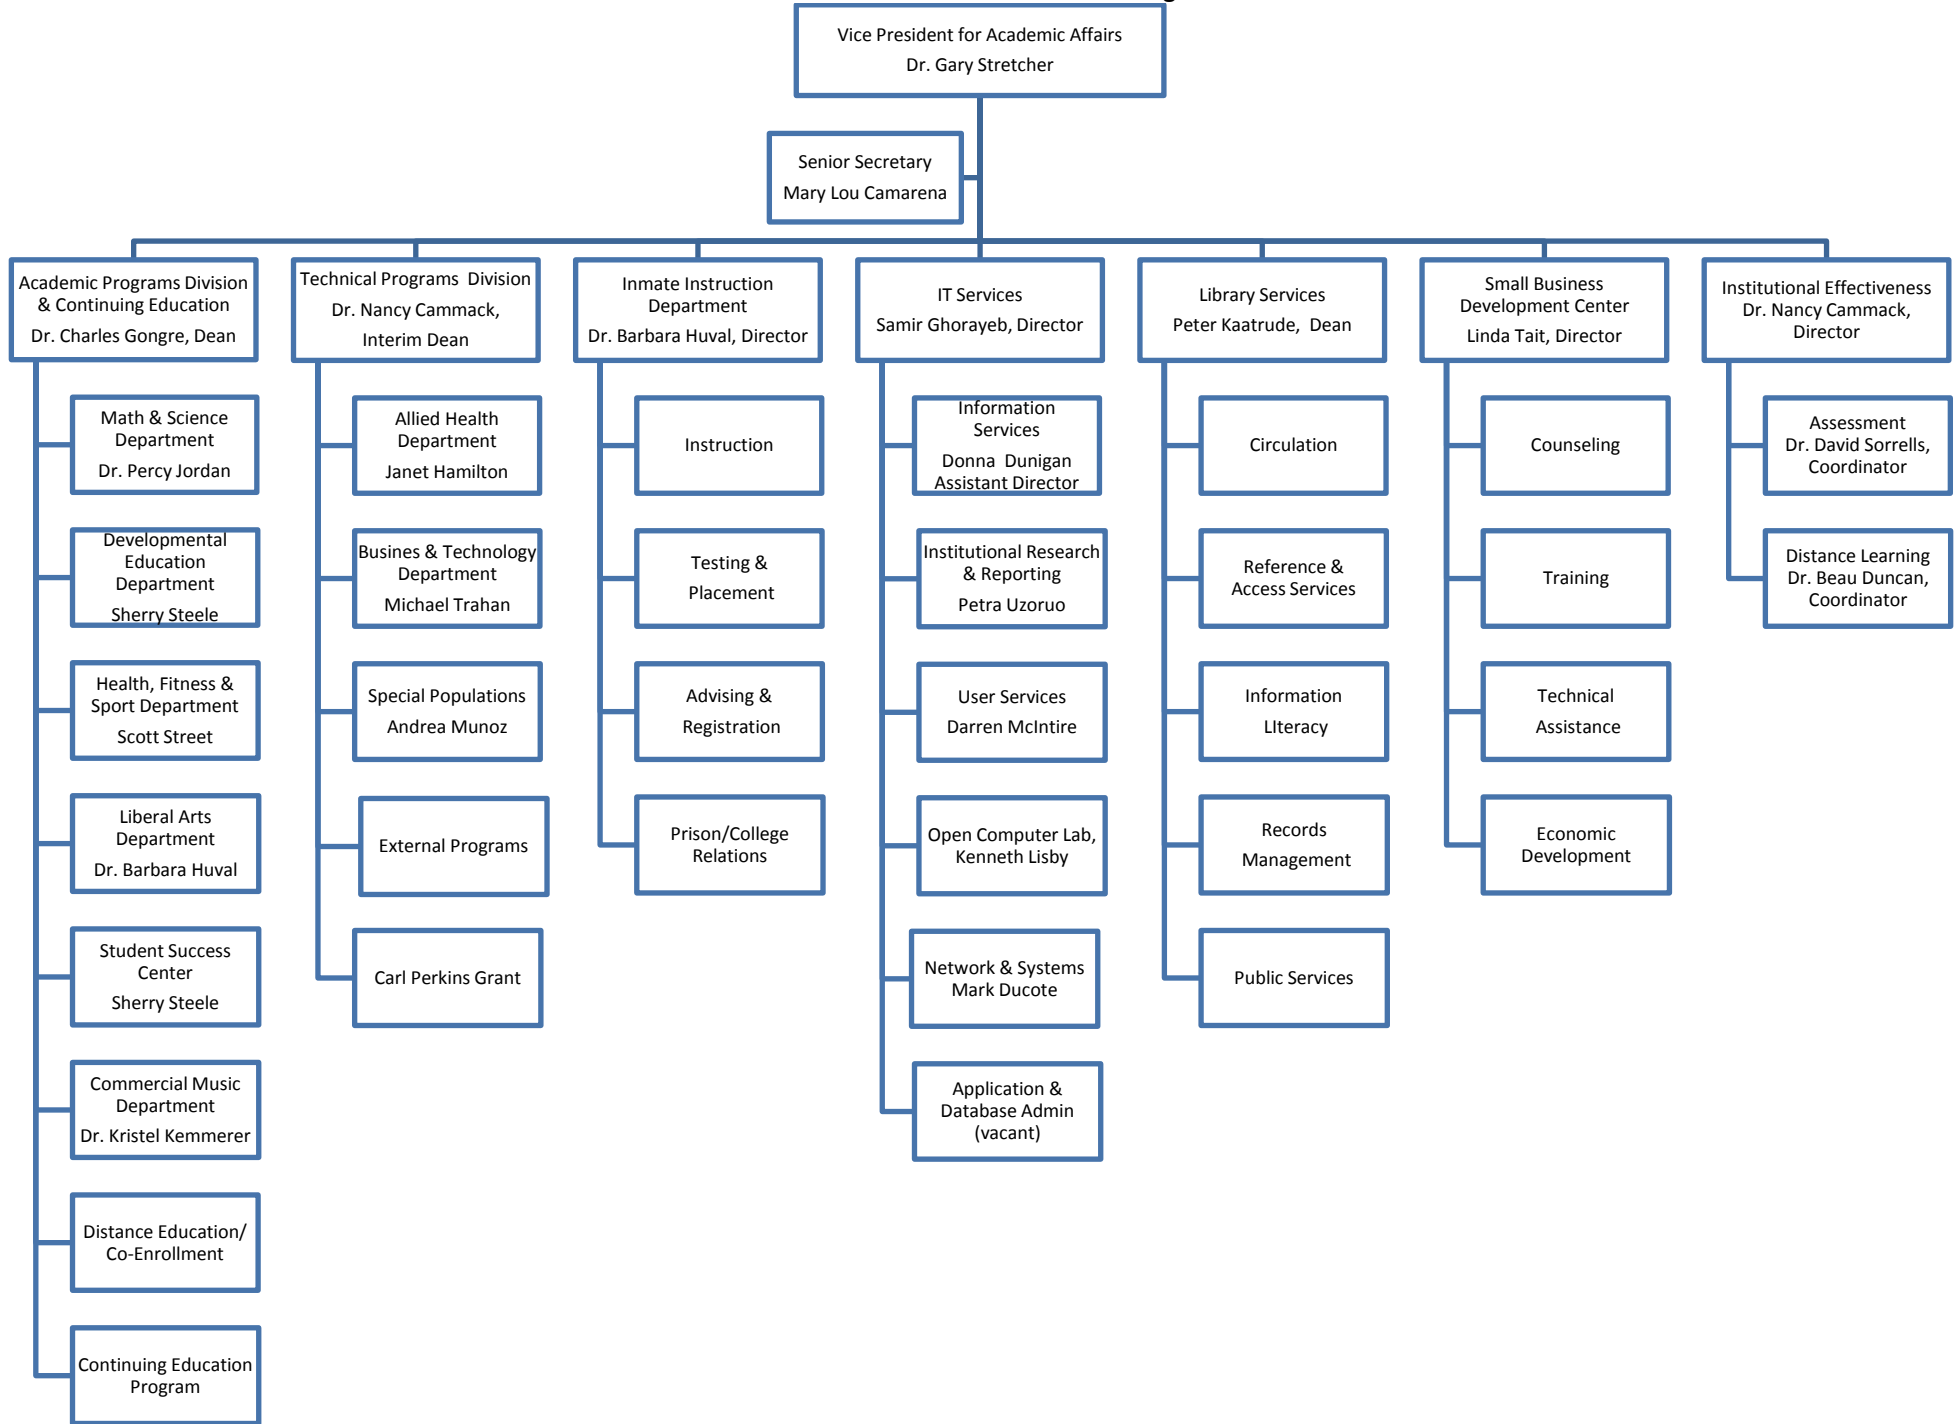 Vice President for Academic Affairs
Dr. Gary Stretcher
Senior Secretary
Mary Lou Camarena
Academic Programs Division
& Continuing Education
Dr. Charles Gongre, Dean
Technical Programs Division
Dr. Nancy Cammack,
Interim Dean
Inmate Instruction
Department
Dr. Barbara Huval, Director
IT Services
Samir Ghorayeb, Director
Library Services
Peter Kaatrude, Dean
Small Business
Development Center
Linda Tait, Director
Institutional Effectiveness
Dr. Nancy Cammack,
Director
Math & Science
Department
Dr. Percy Jordan
Developmental
Education
Department
Sherry Steele
Health, Fitness &
Sport Department
Scott Street
Liberal Arts
Department
Dr. Barbara Huval
Student Success
Center
Sherry Steele
Commercial Music
Department
Dr. Kristel Kemmerer
Distance Education/
Co-Enrollment
Continuing Education
Program
Allied Health
Department
Janet Hamilton
Busines & Technology
Department
Michael Trahan
Special Populations
Andrea Munoz
External Programs
Carl Perkins Grant
Instruction
Testing &
Placement
Advising &
Registration
Prison/College
Relations
Information
Services
Donna Dunigan
Assistant Director
Institutional Research
& Reporting
Petra Uzoruo
User Services
Darren McIntire
Open Computer Lab,
Kenneth Lisby
Network & Systems
Mark Ducote
Application &
Database Admin
(vacant)
Circulation
Reference &
Access Services
Information
LIteracy
Records
Management
Public Services
Counseling
Training
Technical
Assistance
Economic
Development
Assessment
Dr. David Sorrells,
Coordinator
Distance Learning
Dr. Beau Duncan,
Coordinator